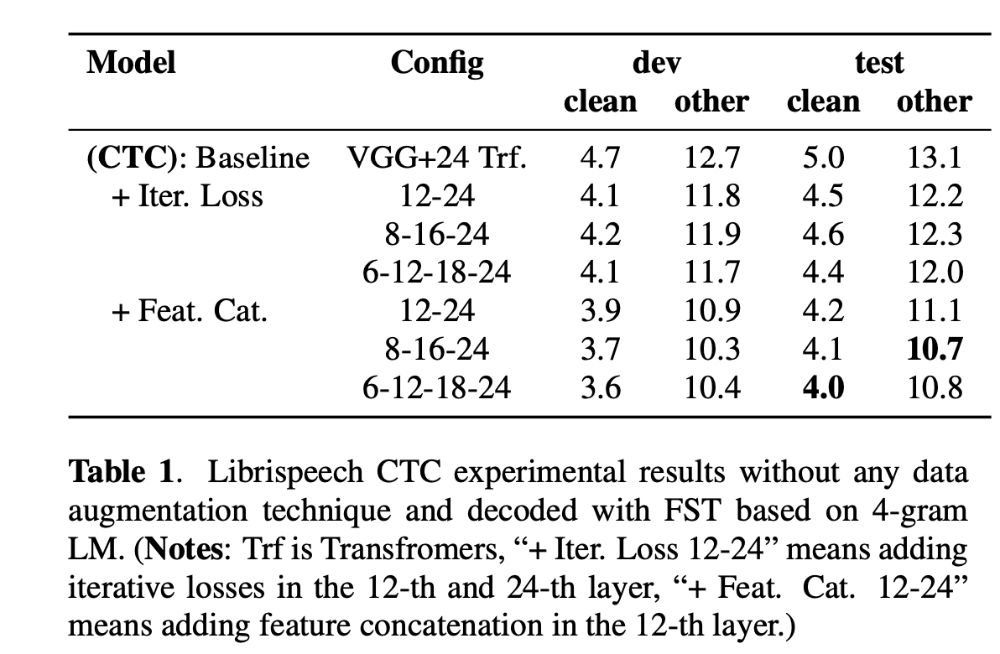 Model Config dev test
clean other clean other
(CTC): Baseline VGG+24 Trf. 4.7 12.7 5.0 13.1
+ Iter. Loss 12-24 4.1 11.8 4.5 12.2
8-16-24 4.2 11.9 4.6 12.3
6-12-18-24 4.1 11.7 4.4 12.0
+ Feat. Cat. 12-24 3.9 10.9 4.2 11.1
8-16-24 3.7 10.3 4.1 10.7
6-12-18-24 3.6 10.4 4.0 10.8
Table 1. Librispeech CTC experimental results without any data
augmentation technique and decoded with FST based on 4-gram
LM. (Notes: Trf is Transfromers, “+ Iter. Loss 12-24” means adding
iterative losses in the 12-th and 24-th layer, “+ Feat. Cat. 12-24”
means adding feature concatenation in the 12-th layer.)